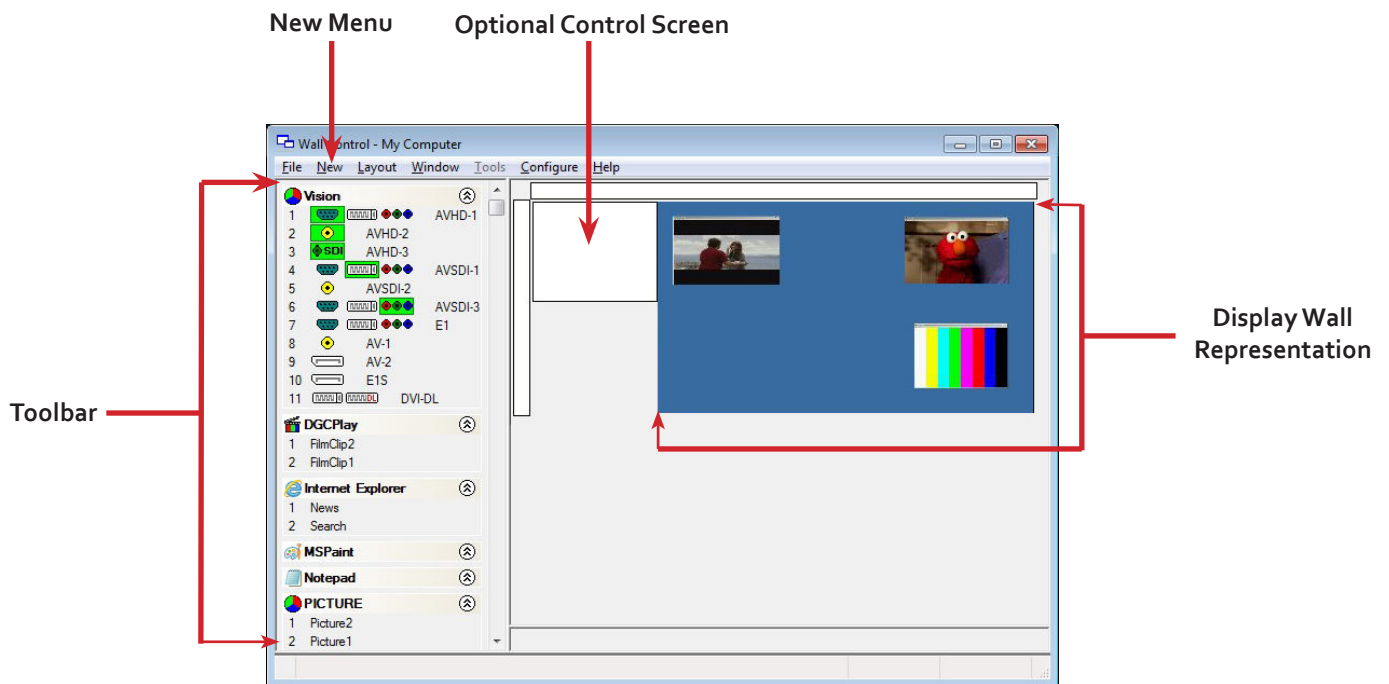 New Menu
Optional Control Screen
Wall Control - My Computer
File New Layout Window Tools Configure Help
Vision
1 AVHD-1
2 AVHD-2
3 SDI AVHD-3
4 AVSDI-1
5 AVSDI-2
6 AVSDI-3
7 E1
8 AV-1
9 AV-2
10 E1S
11 DL DVI-DL
DGCPlay
1 FilmClip2
2 FilmClip1
Internet Explorer
1 News
2 Search
MSPaint
Notepad
PICTURE
1 Picture2
2 Picture1
Toolbar
Display Wall
Representation